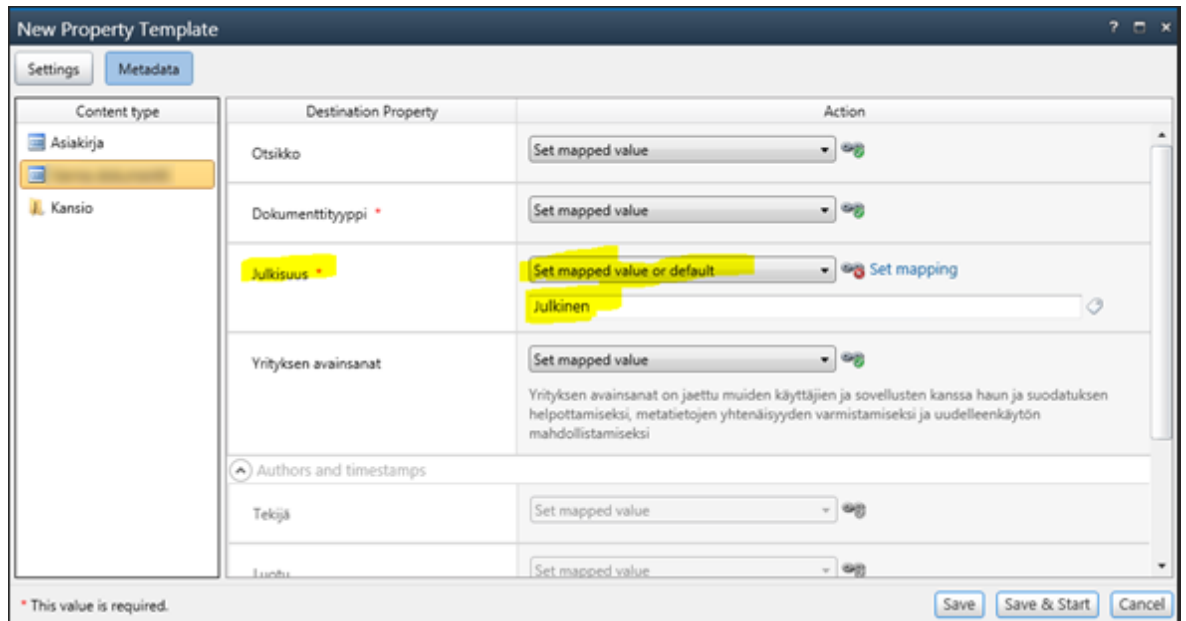 New Property Template
Settings
Metadata
Content type
Destination Property
Action
Asiakirja
Kansio
Otsikko
Set mapped value
Dokumenttityyppi *
Set mapped value
Julkisuus *
Set mapped value or default
Set mapping
Julkinen
Yrityksen avainsanat
Set mapped value
Yrityksen avainsanat on jaettu muiden käyttäjien ja sovellusten kanssa haun ja suodatuksen
helpottamiseksi, metatietojen yhtenäisyyden varmistamiseksi ja uudelleenkäytön
mahdollistamiseksi
Authors and timestamps
Tekijä
Set mapped value
Luotu
Set mapped value
* This value is required.
Save
Save & Start
Cancel